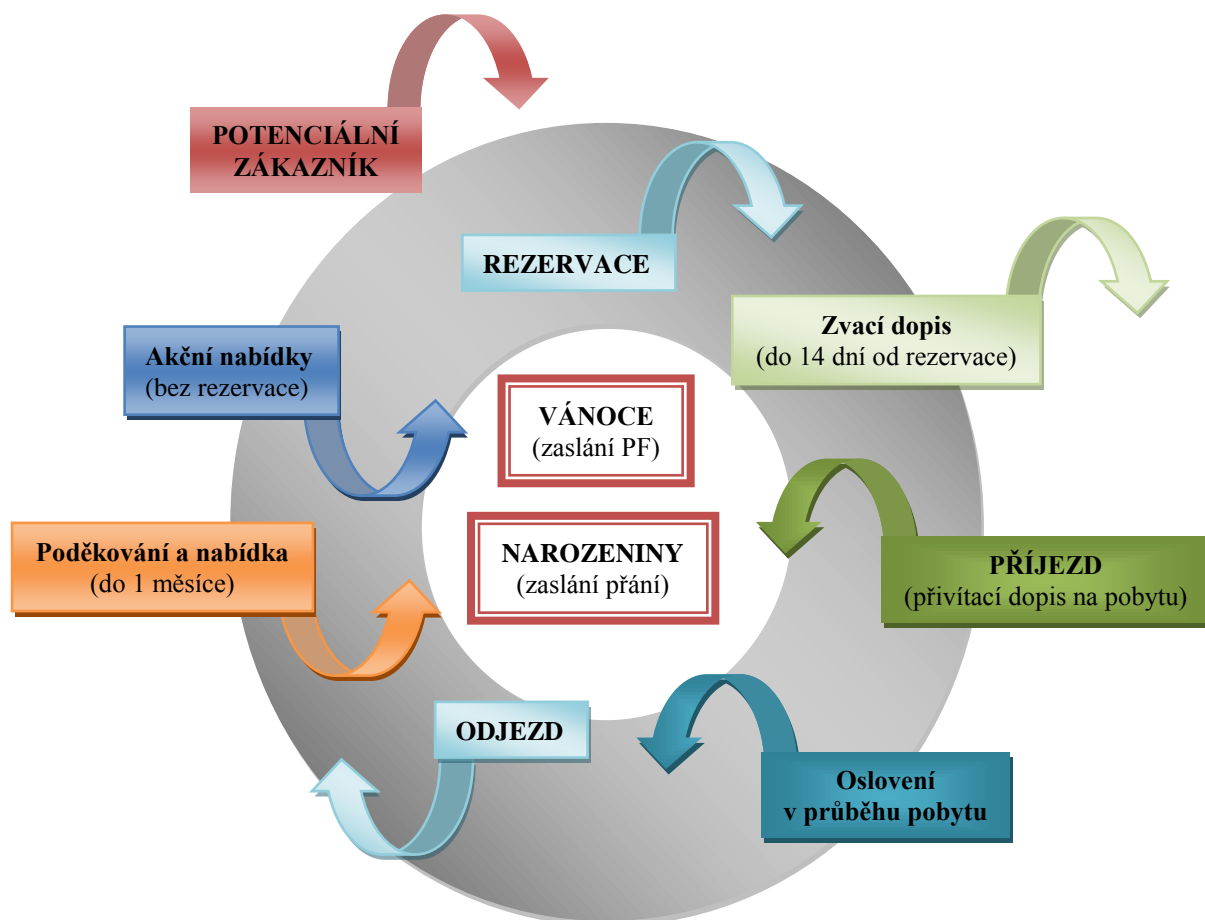 POTENCIÁLNÍ
ZÁKAZNÍK
REZERVACE
Zvací dopis
(do 14 dní od rezervace)
Akční nabídky
(bez rezervace)
VÁNOCE
(zaslání PF)
NAROZENINY
(zaslání přání)
PŘÍJEZD
(přivítací dopis na pobytu)
Poděkování a nabídka
(do 1 měsíce)
ODJEZD
Oslovení
v průběhu pobytu